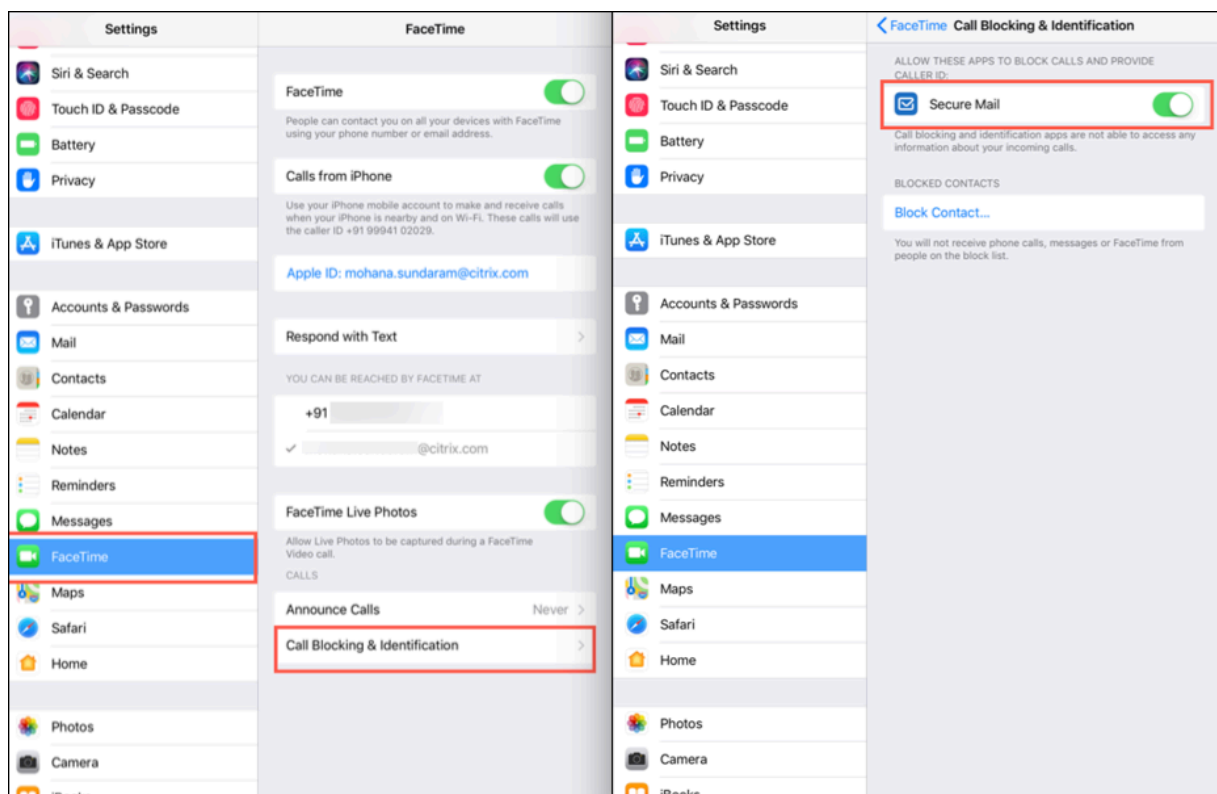 Settings
Siri & Search
Touch ID & Passcode
Battery
Privacy
iTunes & App Store
Accounts & Passwords
Mail
Contacts
Calendar
Notes
Reminders
Messages
FaceTime
Maps
Safari
Home
Photos
Camera
FaceTime
FaceTime
People can contact you on all your devices with FaceTime
using your phone number or email address.
Calls from iPhone
Use your iPhone mobile account to make and receive calls
when your iPhone is nearby and on Wi-Fi. These calls will use
the caller ID +91 99941 02029.
Apple ID: mohana.sundaram@citrix.com
Respond with Text
YOU CAN BE REACHED BY FACETIME AT
+91
@citrix.com
FaceTime Live Photos
Allow Live Photos to be captured during a FaceTime
Video call.
CALLS
Announce Calls Never
Call Blocking & Identification
Settings
Siri & Search
Touch ID & Passcode
Battery
Privacy
iTunes & App Store
Accounts & Passwords
Mail
Contacts
Calendar
Notes
Reminders
Messages
FaceTime
Maps
Safari
Home
Photos
Camera
iBooks
FaceTime Call Blocking & Identification
ALLOW THESE APPS TO BLOCK CALLS AND PROVIDE
CALLER ID:
Secure Mail
Call blocking and identification apps are not able to access any
information about your incoming calls.
BLOCKED CONTACTS
Block Contact...
You will not receive phone calls, messages or FaceTime from
people on the block list.